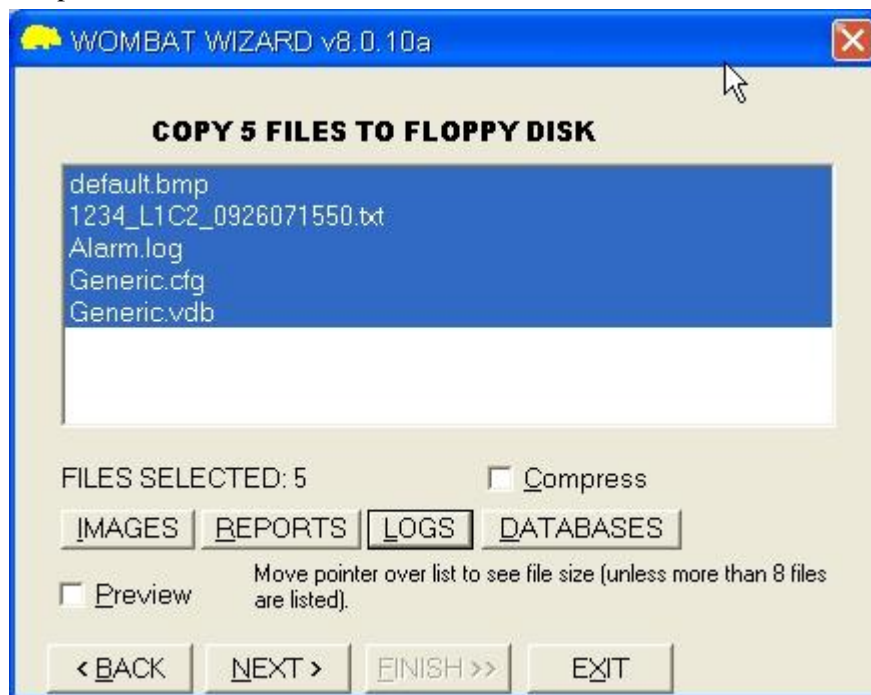 WOMBAT WIZARD v8.0.10a
COPY 5 FILES TO FLOPPY DISK
default.bmp
1234_L1C2_0926071550.txt
Alarm.log
Generic.cfg
Generic.vdb
FILES SELECTED: 5
Compress
IMAGES REPORTS LOGS DATABASES
Preview
Move pointer over list to see file size (unless more than 8 files
are listed).
< BACK NEXT > FINISH >> EXIT